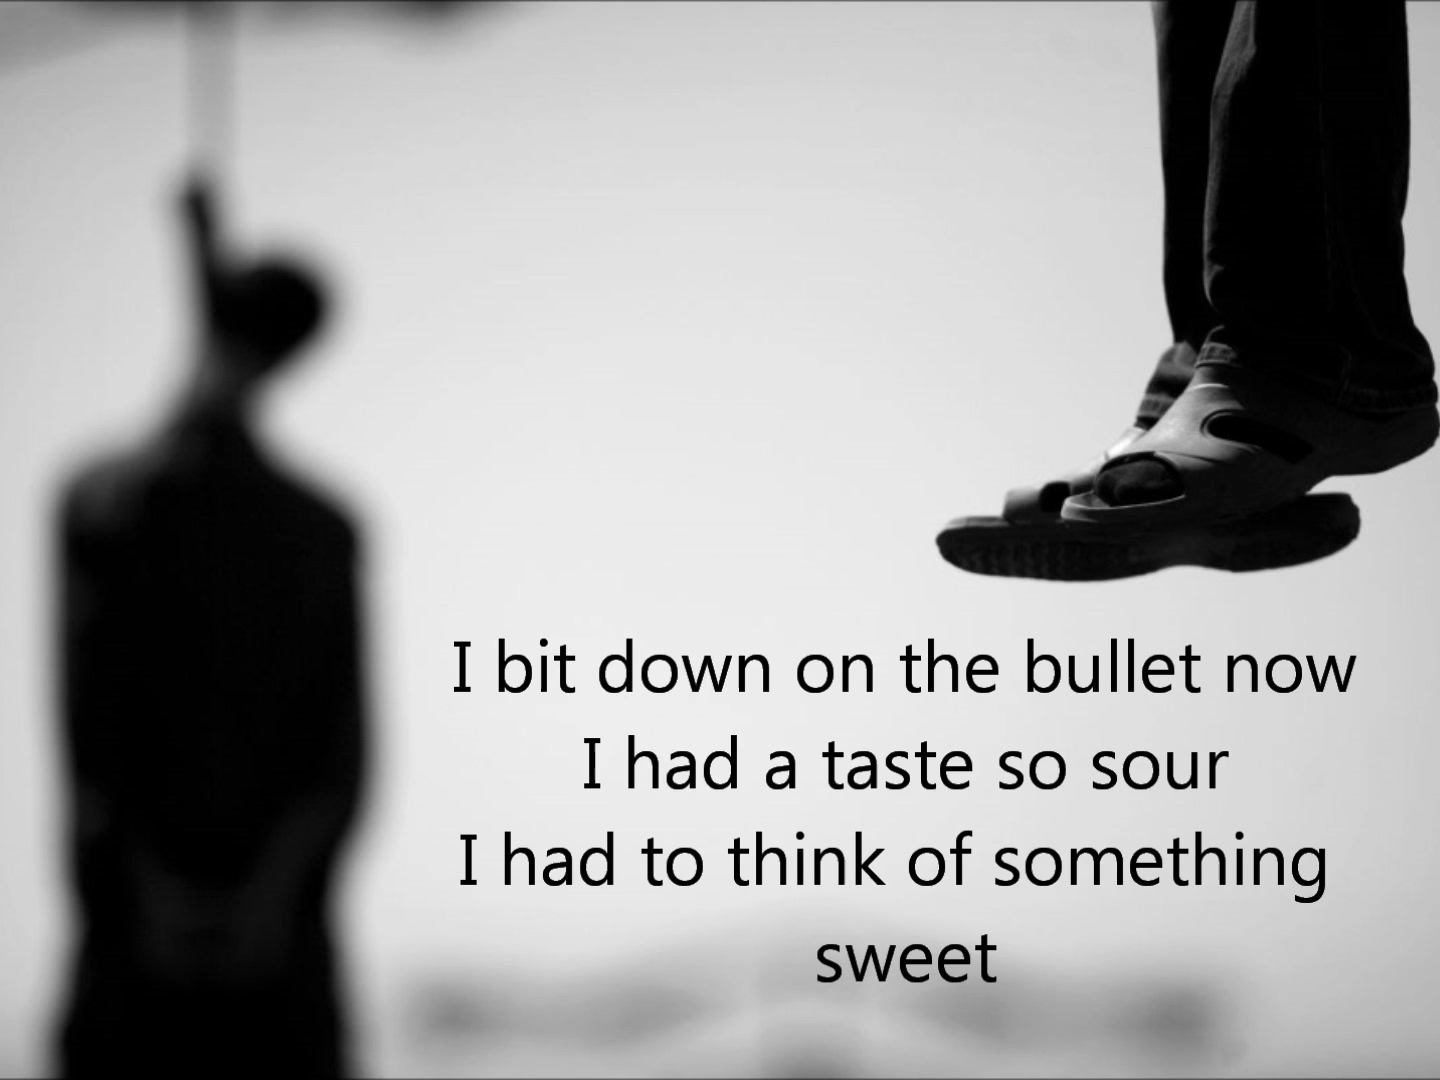 I bit down on the bullet now
I had a taste so sour
I had to think of something
sweet